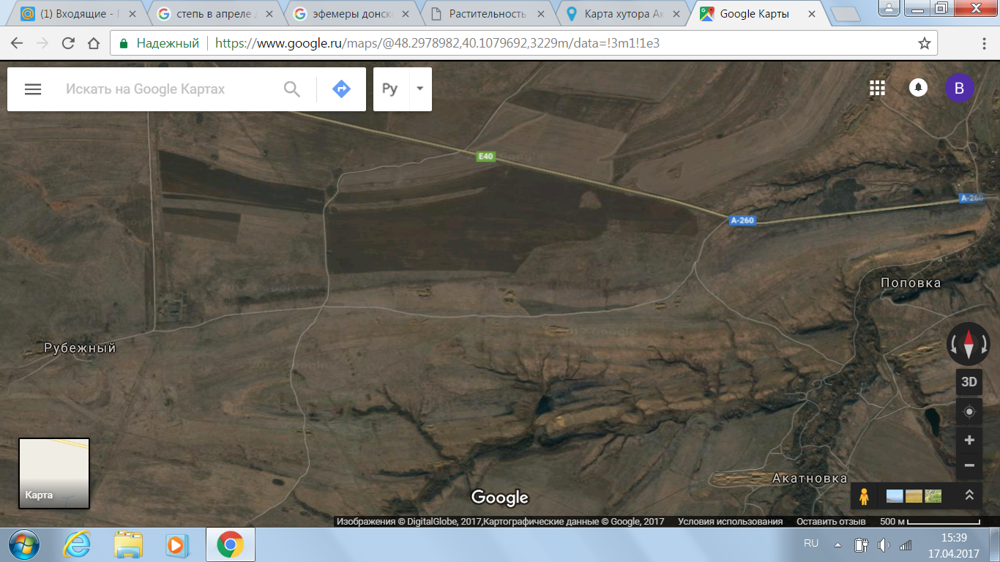 (1) Входящие - П
степь в апреле д
эфемеры донск
Растительность
Карта хутора Ак
Google Карты
Надежный
https://www.google.ru/maps/@48.2978982,40.1079692,3229m/data=!3m1!1e3
Искать на Google Картах
Ру
В
E40
А-260
А-260
Поповка
Рубежный
3D
Акатновка
Карта
Google
Изображения © DigitalGlobe, 2017,Картографические данные © Google, 2017 Условия использования Оставить отзыв 500 м
RU
15:39
17.04.2017